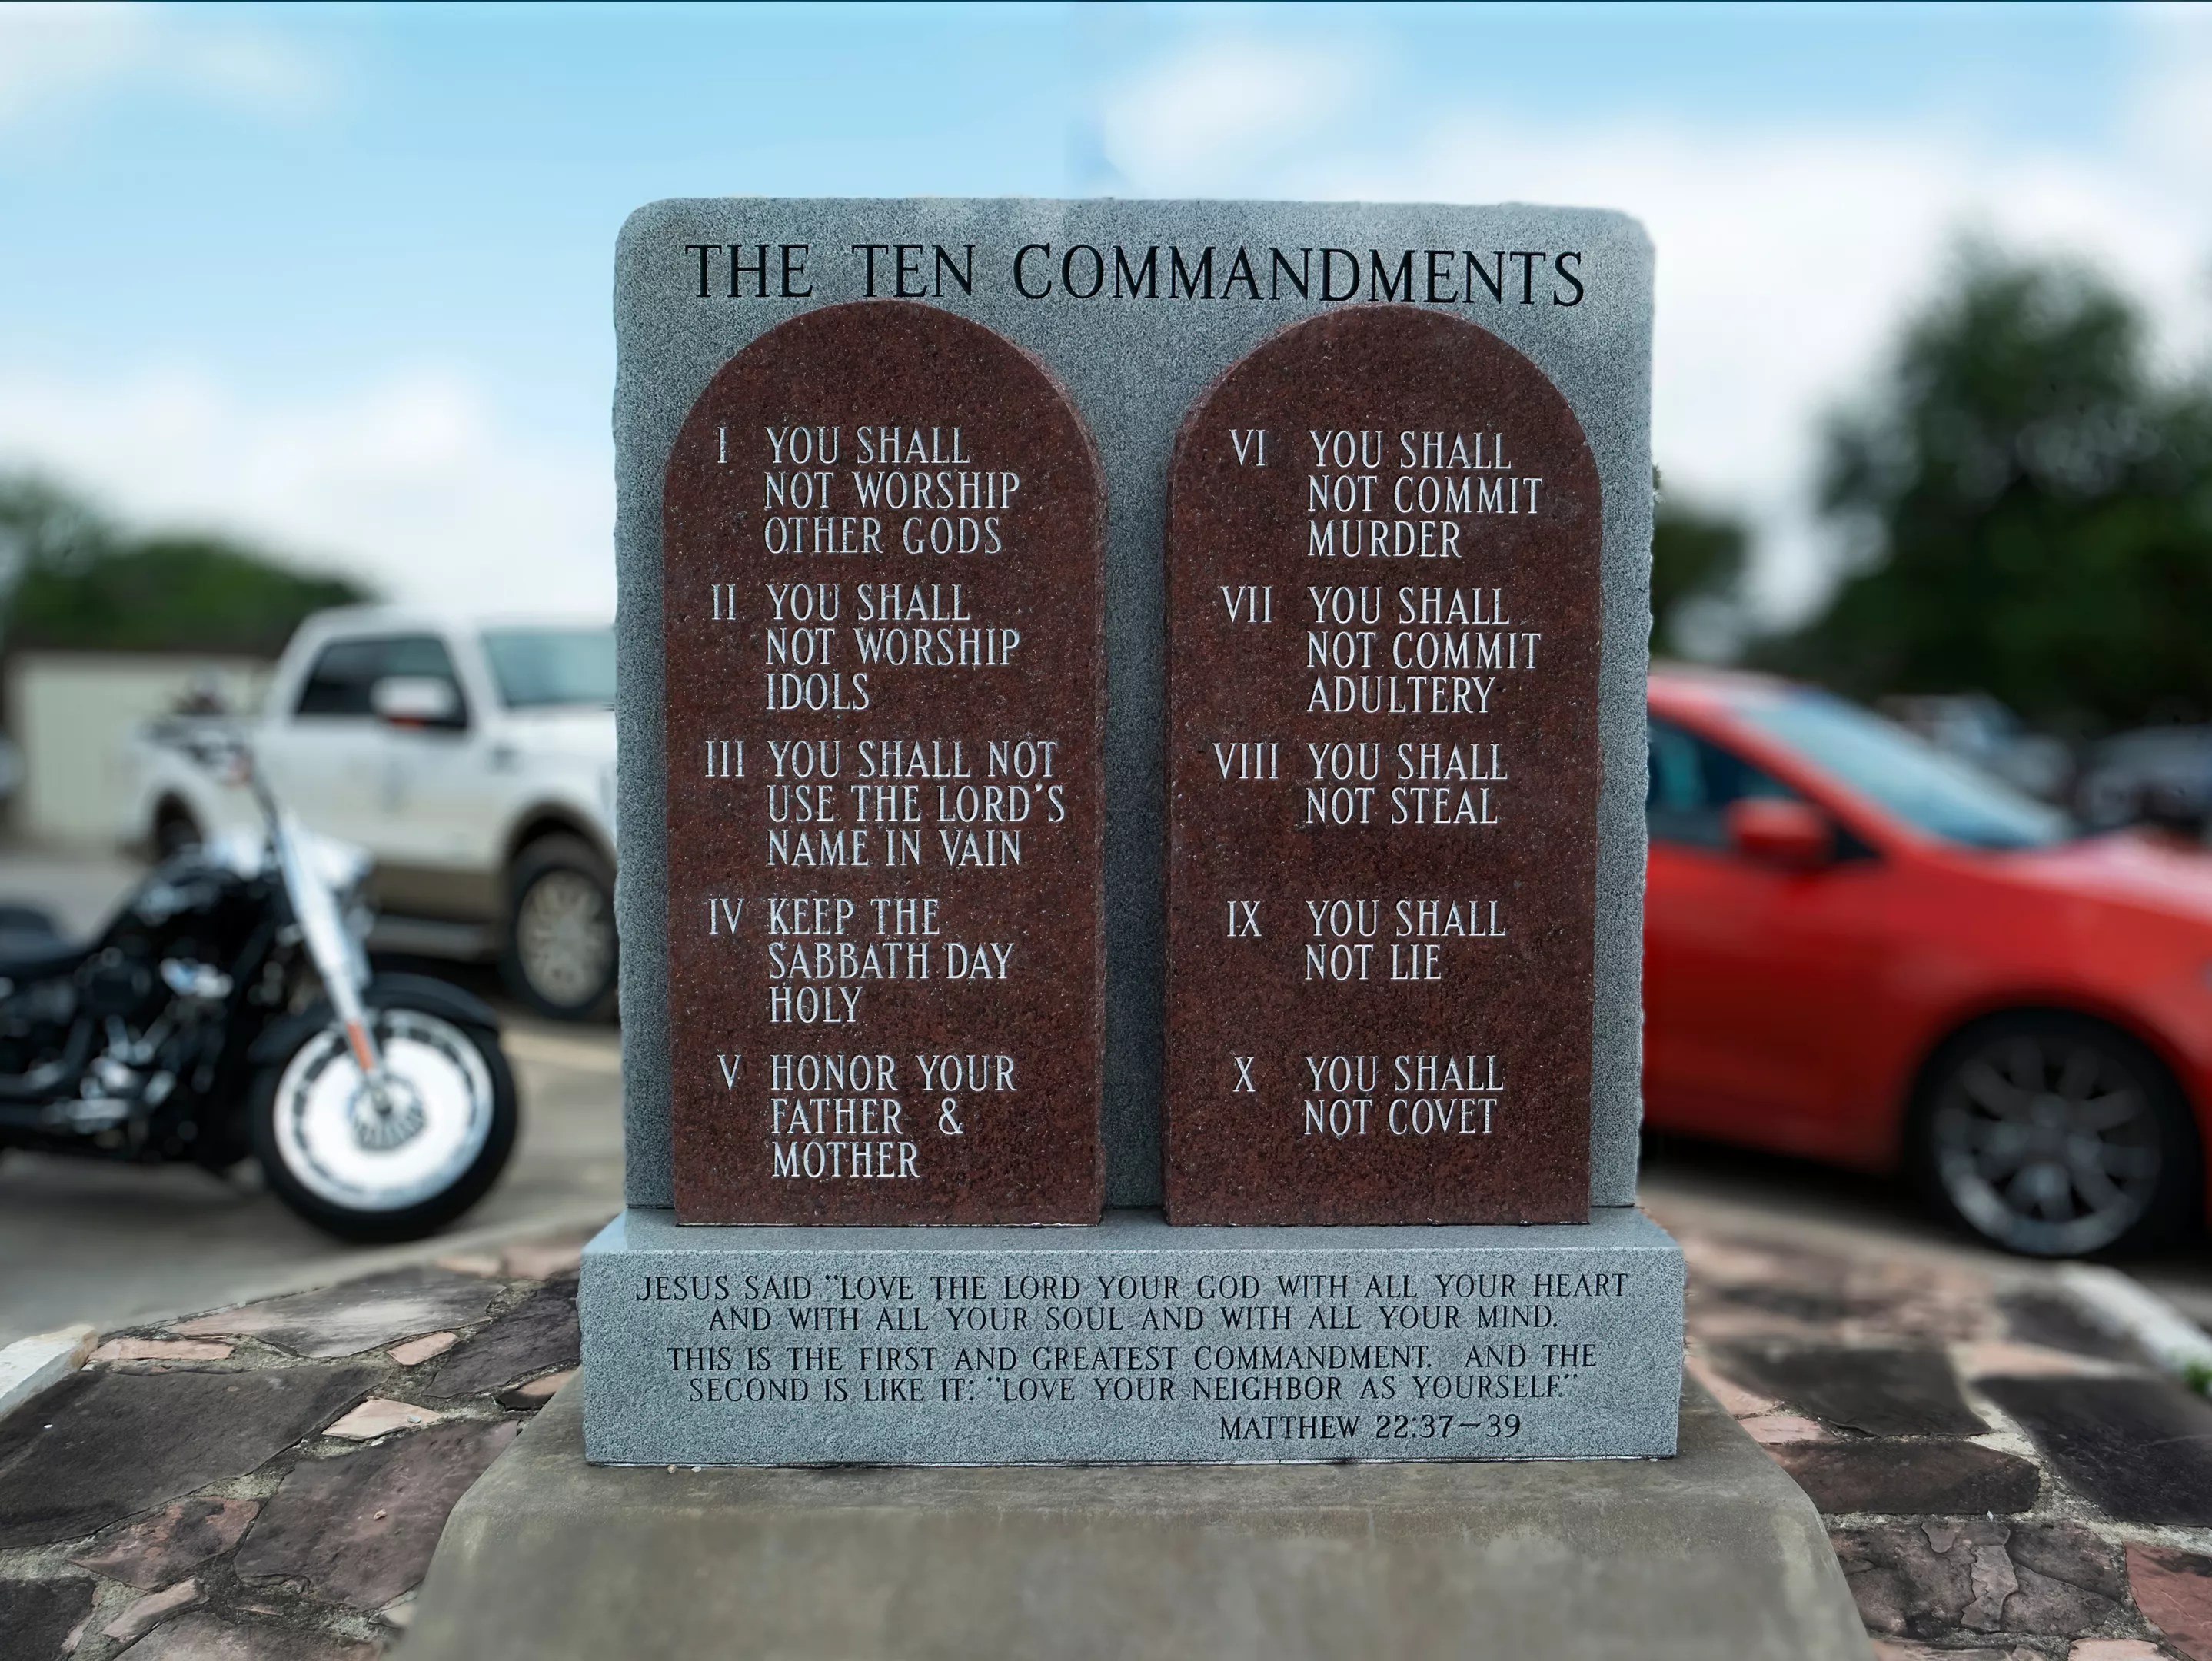 THE TEN COMMANDMENTS
I YOU SHALL
NOT WORSHIP
OTHER GODS
II YOU SHALL
NOT WORSHIP
IDOLS
III YOU SHALL NOT
USE THE LORD'S
NAME IN VAIN
IV KEEP THE
SABBATH DAY
HOLY
V HONOR YOUR
FATHER &
MOTHER
VI YOU SHALL
NOT COMMIT
MURDER
VII YOU SHALL
NOT COMMIT
ADULTERY
VIII YOU SHALL
NOT STEAL
IX YOU SHALL
NOT LIE
X YOU SHALL
NOT COVET
JESUS SAID "LOVE THE LORD YOUR GOD WITH ALL YOUR HEART
AND WITH ALL YOUR SOUL AND WITH ALL YOUR MIND.
THIS IS THE FIRST AND GREATEST COMMANDMENT. AND THE
SECOND IS LIKE IT: "LOVE YOUR NEIGHBOR AS YOURSELF."
MATTHEW 22:37–39